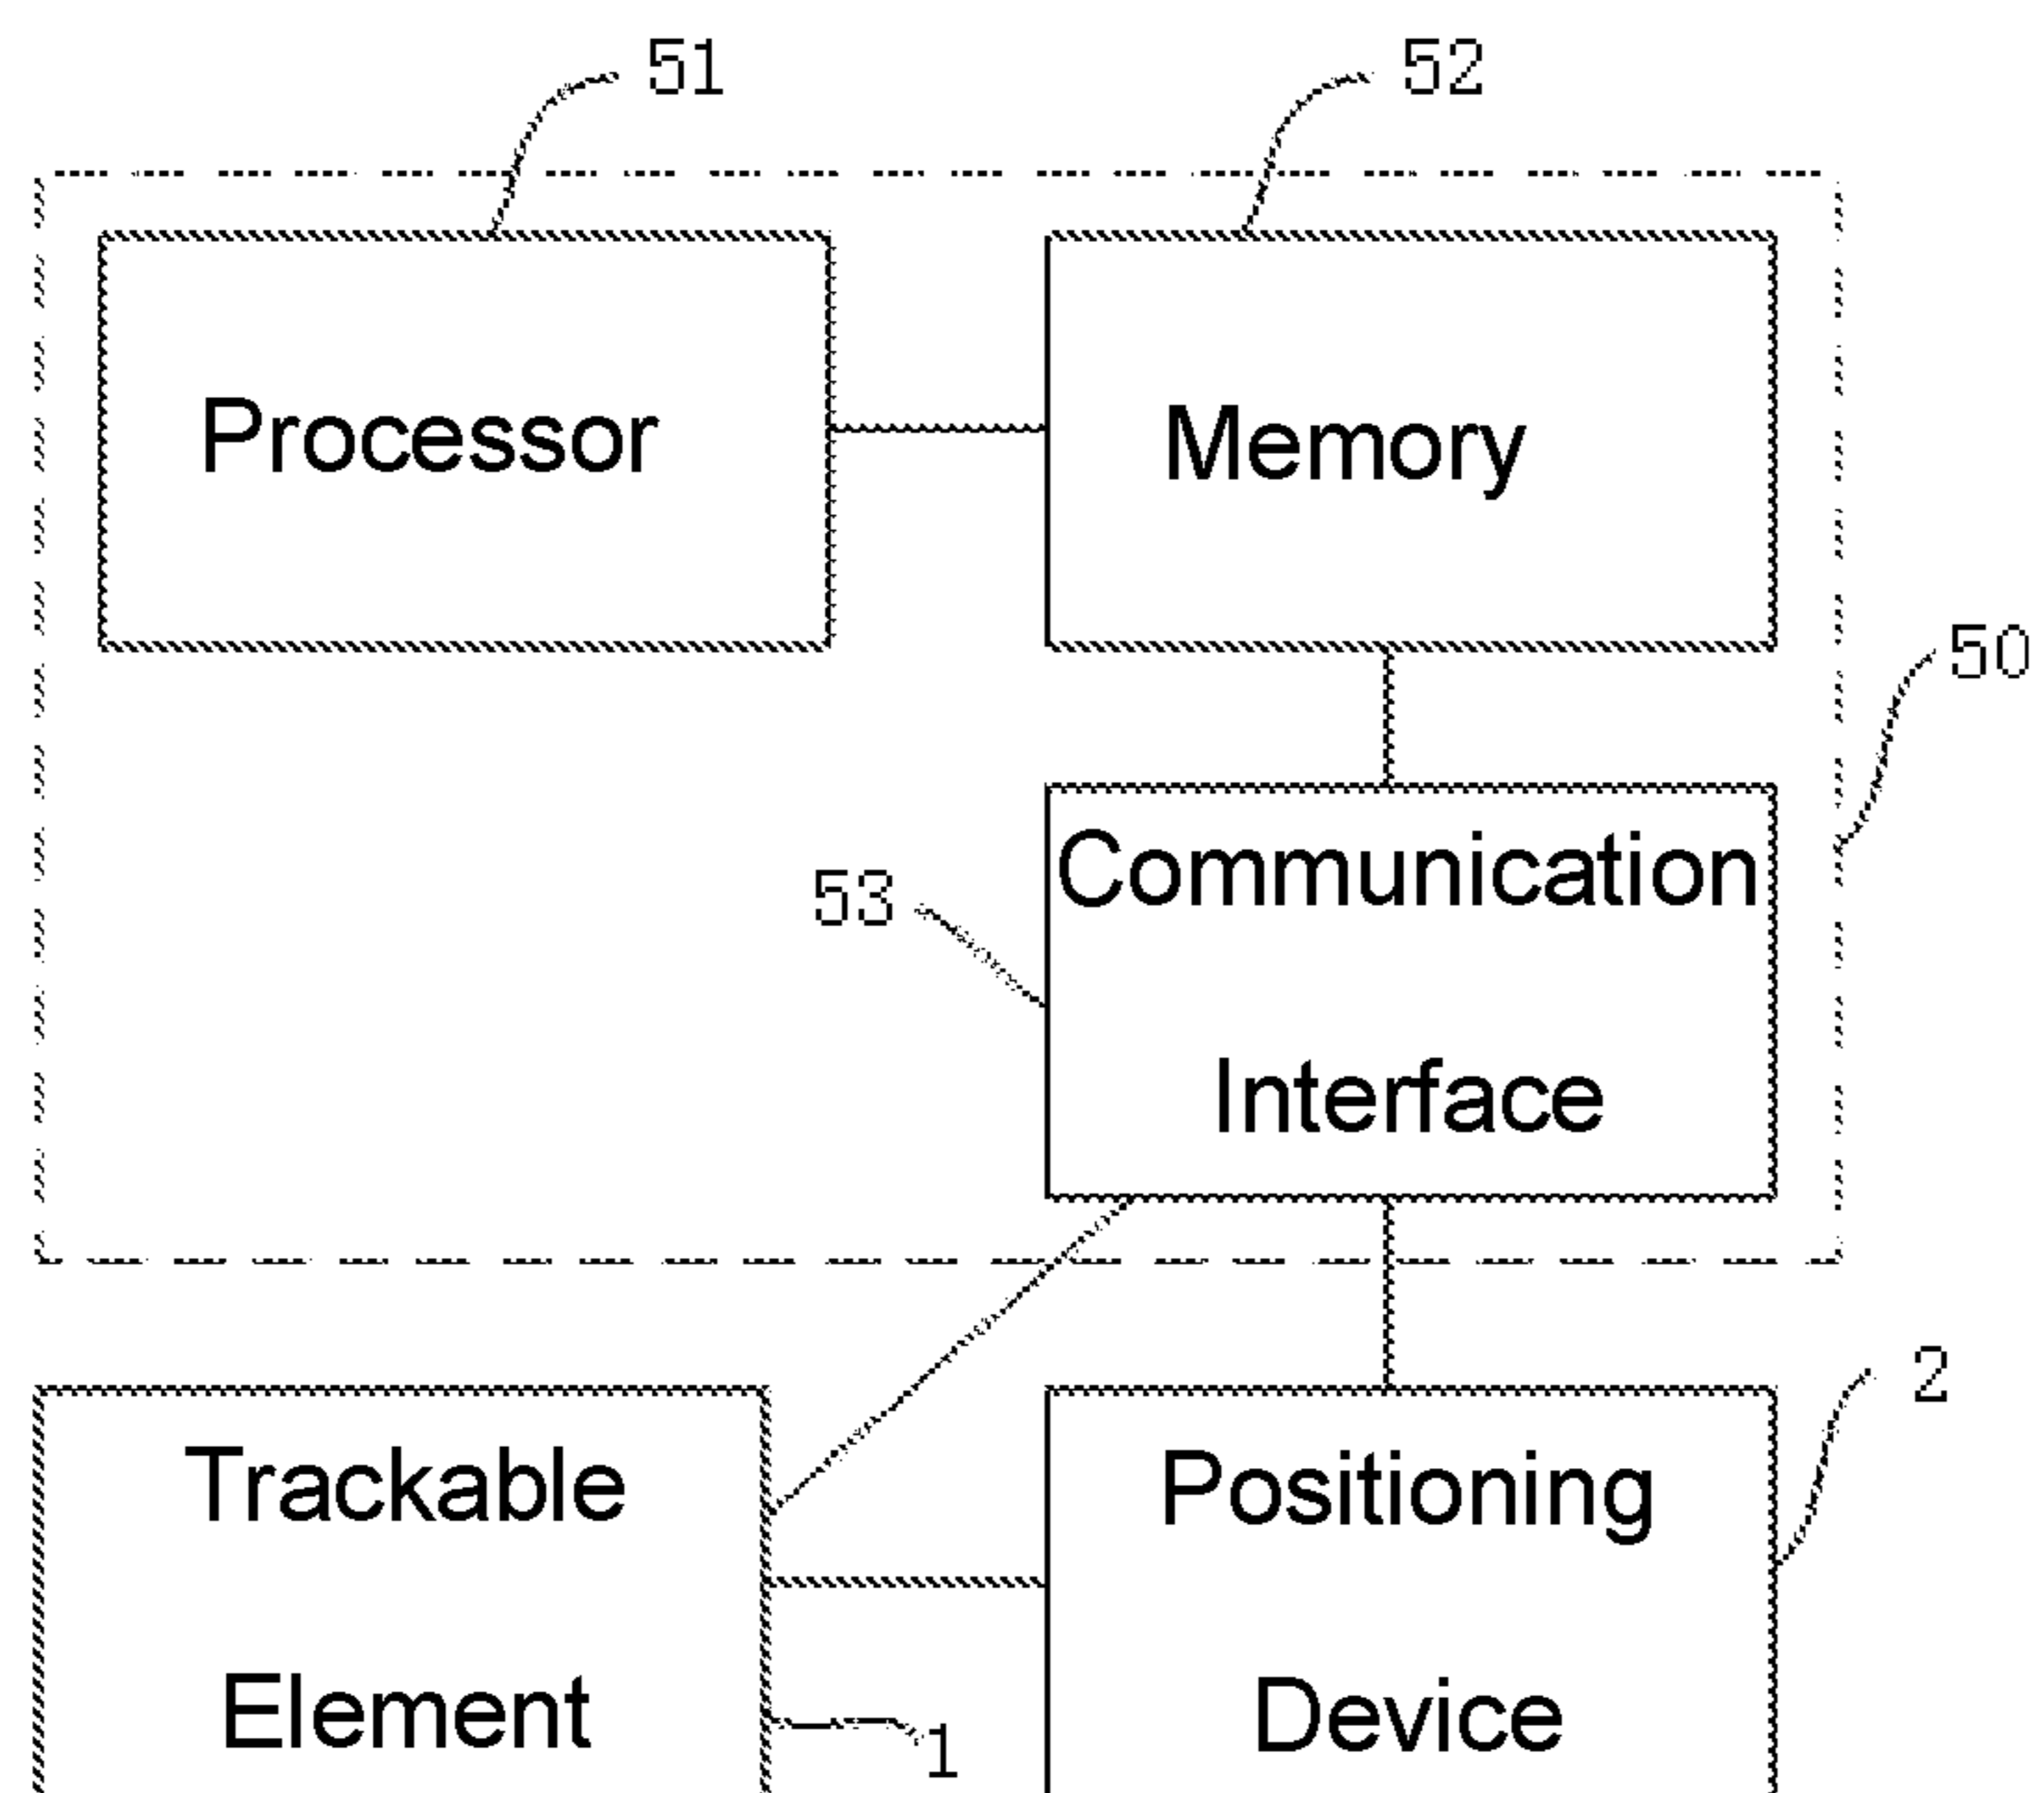 51
52
Processor
Memory
50
Communication
53
Interface
2
Trackable
Positioning
Element
Device
1